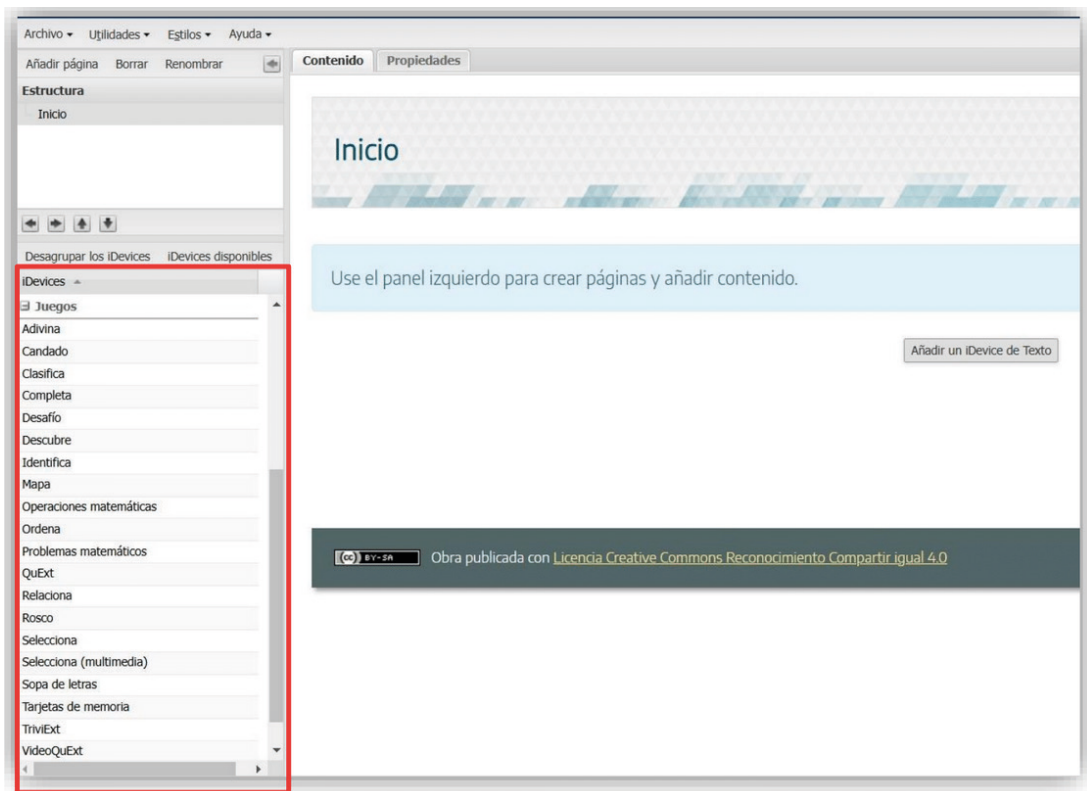 Archivo Utilidades Estilos Ayuda
Añadir página Borrar Renombrar
Estructura
Inicio
Desagrupar los iDevices iDevices disponibles
iDevices
Juegos
Adivina
Candado
Clasifica
Completa
Desafío
Descubre
Identifica
Mapa
Operaciones matemáticas
Ordena
Problemas matemáticos
QuExt
Relaciona
Rosco
Selecciona
Selecciona (multimedia)
Sopa de letras
Tarjetas de memoria
TriviExt
VideoQuExt
Contenido Propiedades
Inicio
Use el panel izquierdo para crear páginas y añadir contenido.
Añadir un iDevice de Texto
cc BY-SA Obra publicada con Licencia Creative Commons Reconocimiento Compartir igual 4.0